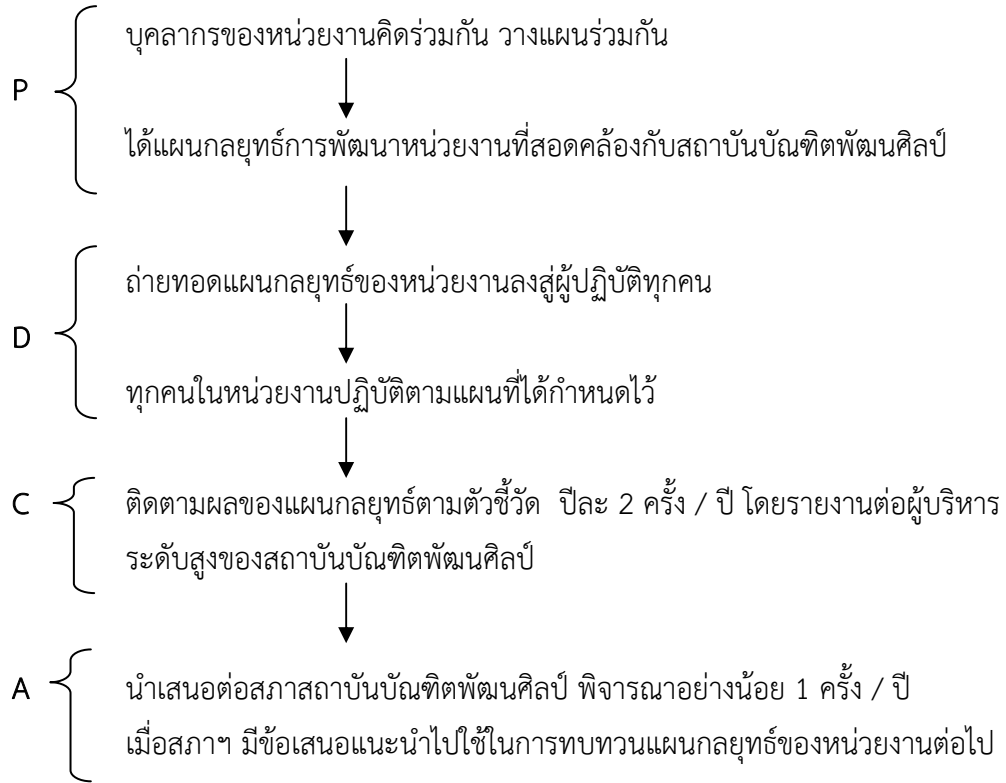 บุคลากรของหน่วยงานคิดร่วมกัน วางแผนร่วมกัน
P
ได้แผนกลยุทธ์การพัฒนาหน่วยงานที่สอดคล้องกับสถาบันบัณฑิตพัฒนศิลป์
ถ่ายทอดแผนกลยุทธ์ของหน่วยงานลงสู่ผู้ปฏิบัติทุกคน
D
ทุกคนในหน่วยงานปฏิบัติตามแผนที่ได้กำหนดไว้
C ติดตามผลของแผนกลยุทธ์ตามตัวชี้วัด ปีละ 2 ครั้ง / ปี โดยรายงานต่อผู้บริหาร
ระดับสูงของสถาบันบัณฑิตพัฒนศิลป์
A นำเสนอต่อสภาสถาบันบัณฑิตพัฒนศิลป์ พิจารณาอย่างน้อย 1 ครั้ง / ปี
เมื่อสภาฯ มีข้อเสนอแนะนำไปใช้ในการทบทวนแผนกลยุทธ์ของหน่วยงานต่อไป